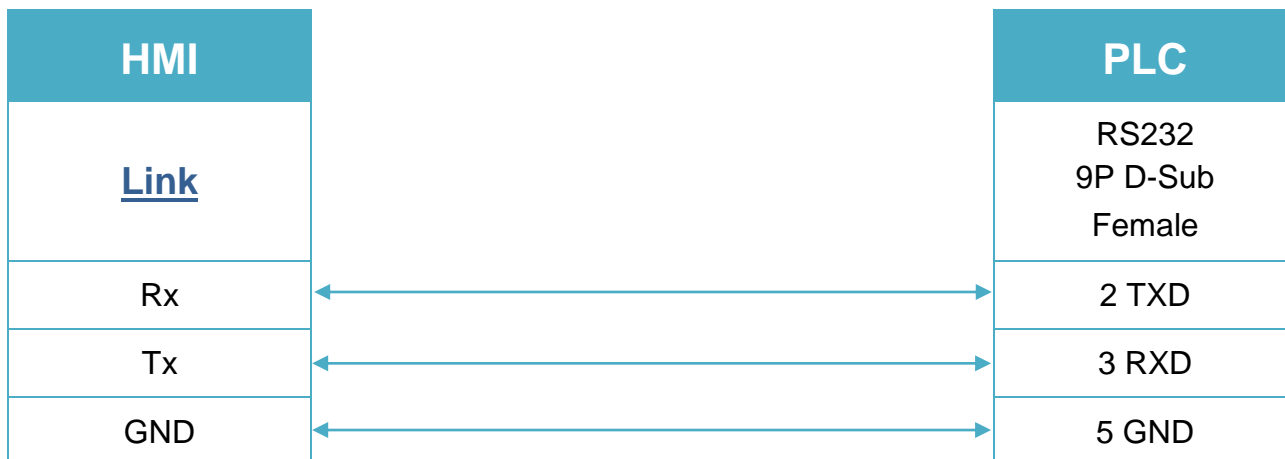 HMI
PLC
Link
RS232
9P D-Sub
Female
Rx
2 TXD
Tx
3 RXD
GND
5 GND